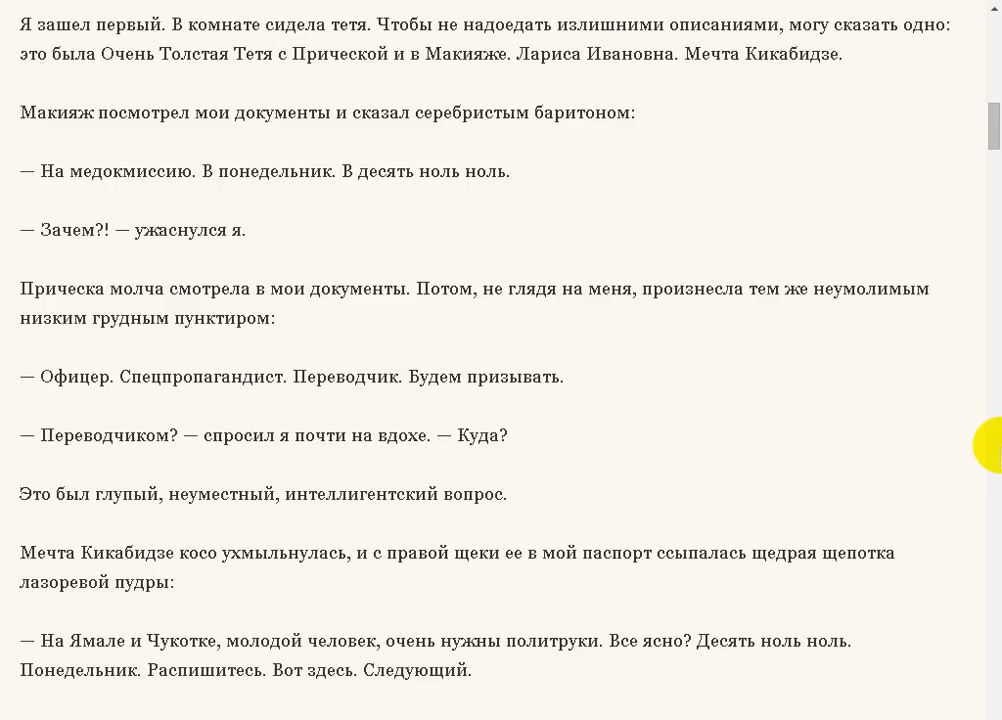 Я зашел первый. В комнате сидела тетя. Чтобы не надоедать излишними описаниями, могу сказать одно:
это была Очень Толстая Тетя с Прической и в Макияже. Лариса Ивановна. Мечта Кикабидзе.
Макияж посмотрел мои документы и сказал серебристым баритоном:
— На медокмиссию. В понедельник. В десять ноль ноль.
— Зачем?! — ужаснулся я.
Прическа молча смотрела в мои документы. Потом, не глядя на меня, произнесла тем же неумолимым
низким грудным пунктиром:
— Офицер. Спецпропагандист. Переводчик. Будем призывать.
— Переводчиком? — спросил я почти на вдохе. — Куда?
Это был глупый, неуместный, интеллигентский вопрос.
Мечта Кикабидзе косо ухмыльнулась, и с правой щеки ее в мой паспорт ссыпалась щедрая щепотка
лазоревой пудры:
— На Ямале и Чукотке, молодой человек, очень нужны политруки. Все ясно? Десять ноль ноль.
Понедельник. Распишитесь. Вот здесь. Следующий.